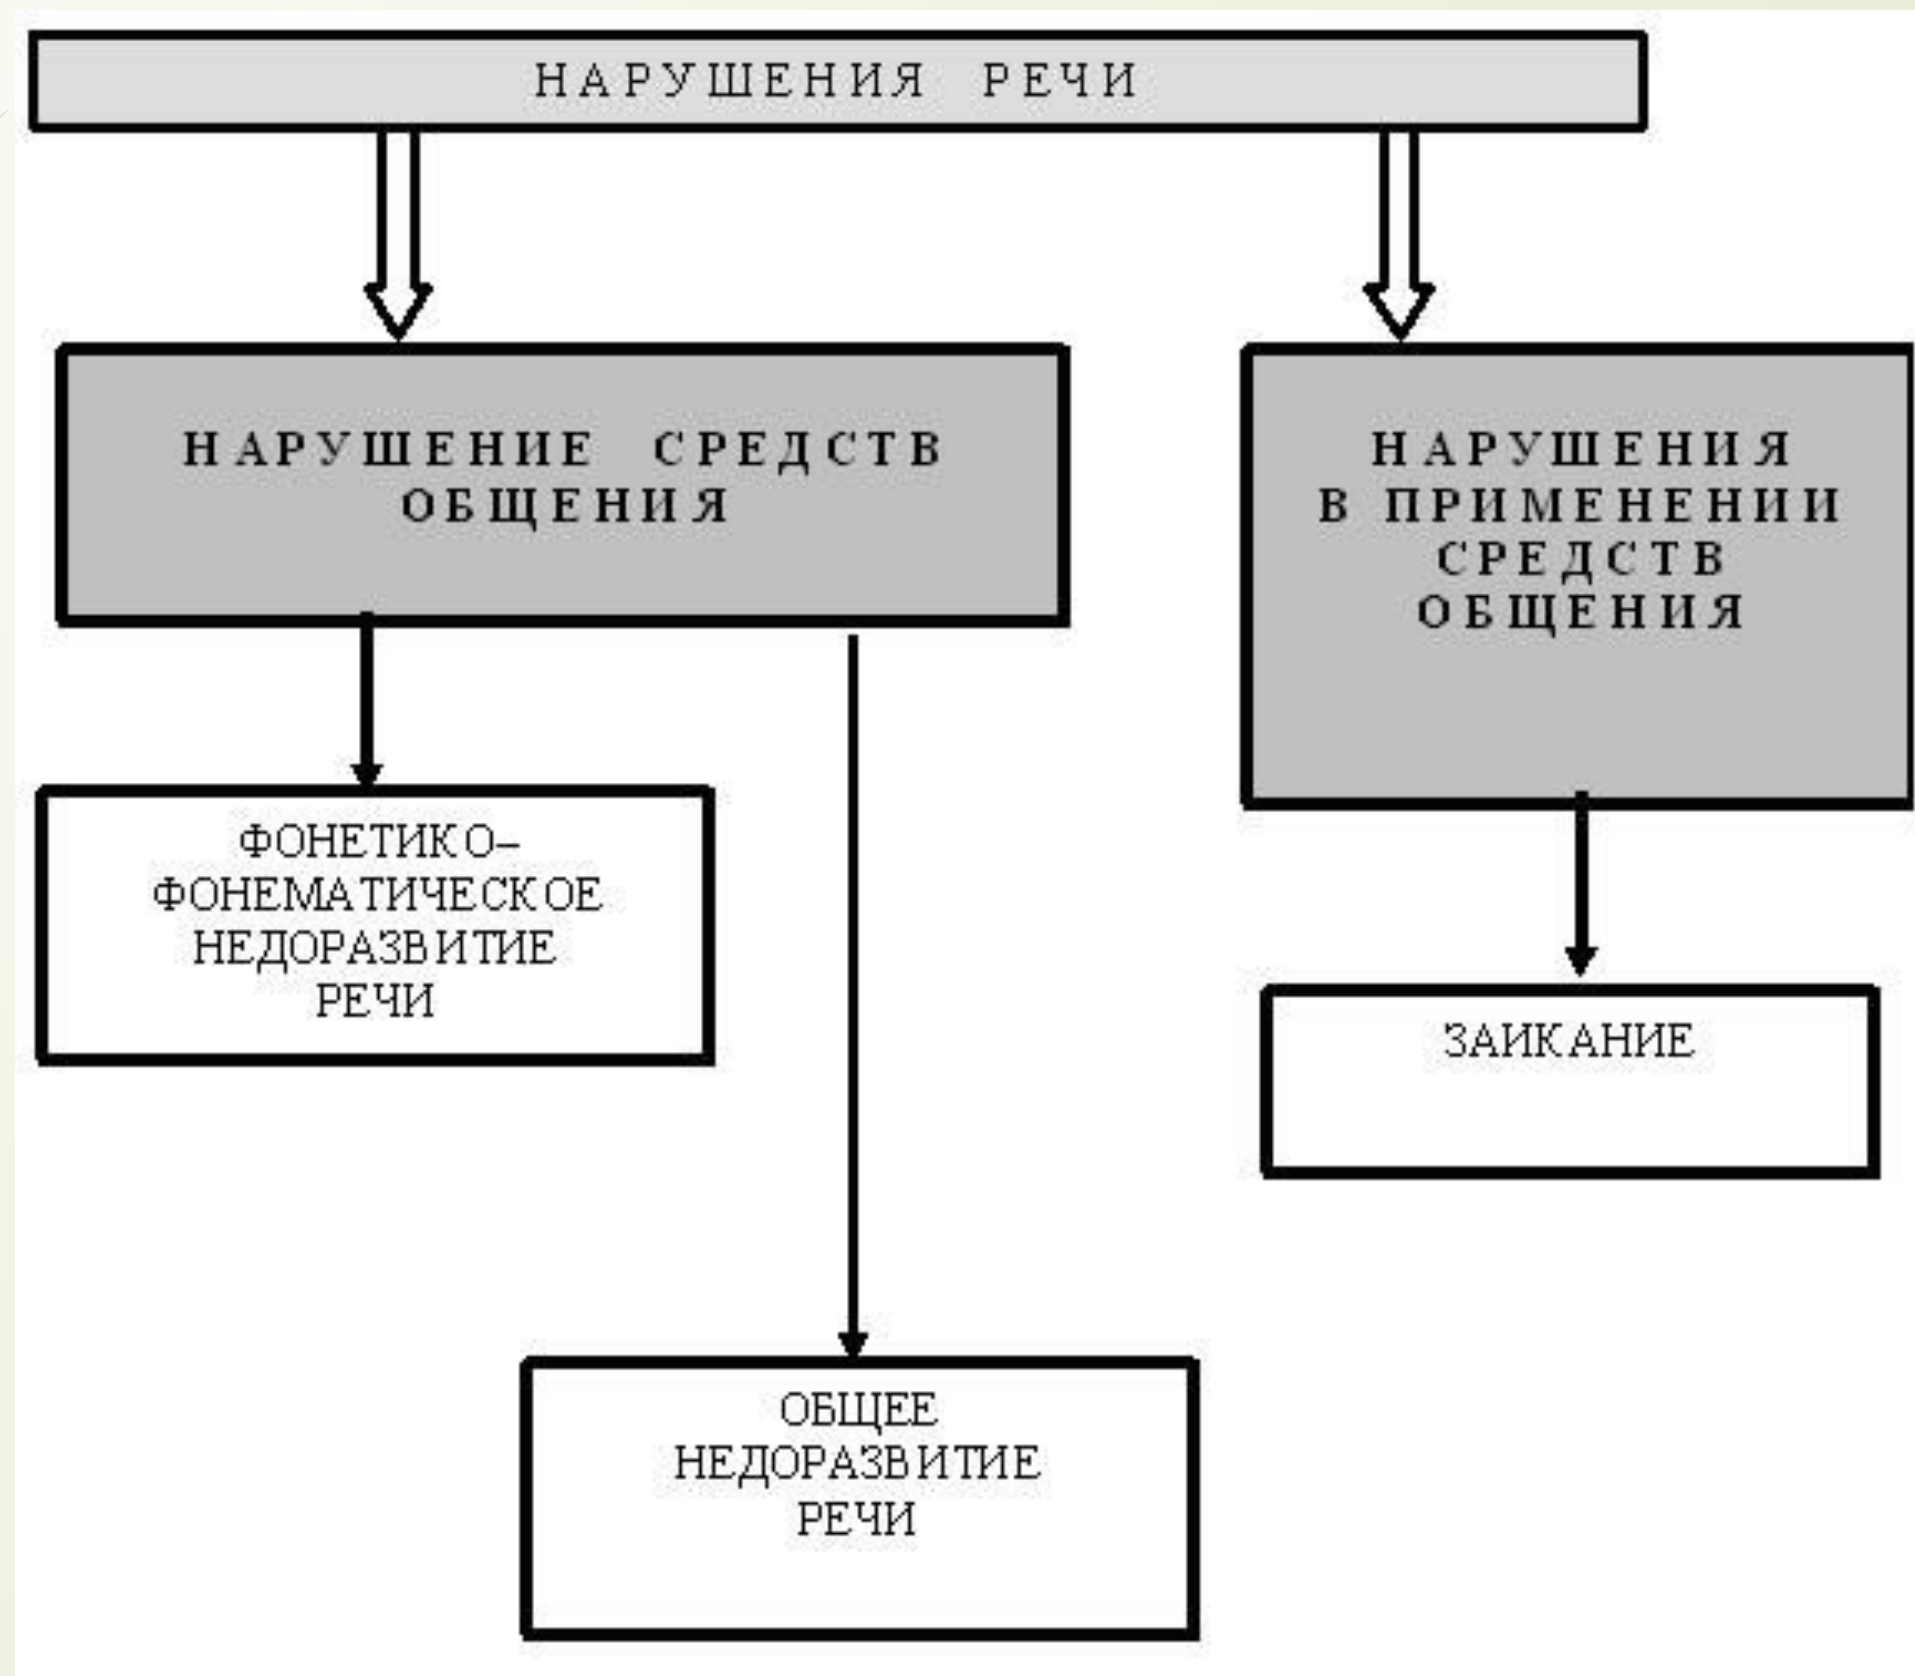 НАРУШЕНИЯ РЕЧИ
НАРУШЕНИЕ СРЕДСТВ
ОБЩЕНИЯ
НАРУШЕНИЯ
В ПРИМЕНЕНИИ
СРЕДСТВ
ОБЩЕНИЯ
ФОНЕТИКО–
ФОНЕМАТИЧЕСКОЕ
НЕДОРАЗВИТИЕ
РЕЧИ
ЗАИКАНИЕ
ОБЩЕЕ
НЕДОРАЗВИТИЕ
РЕЧИ